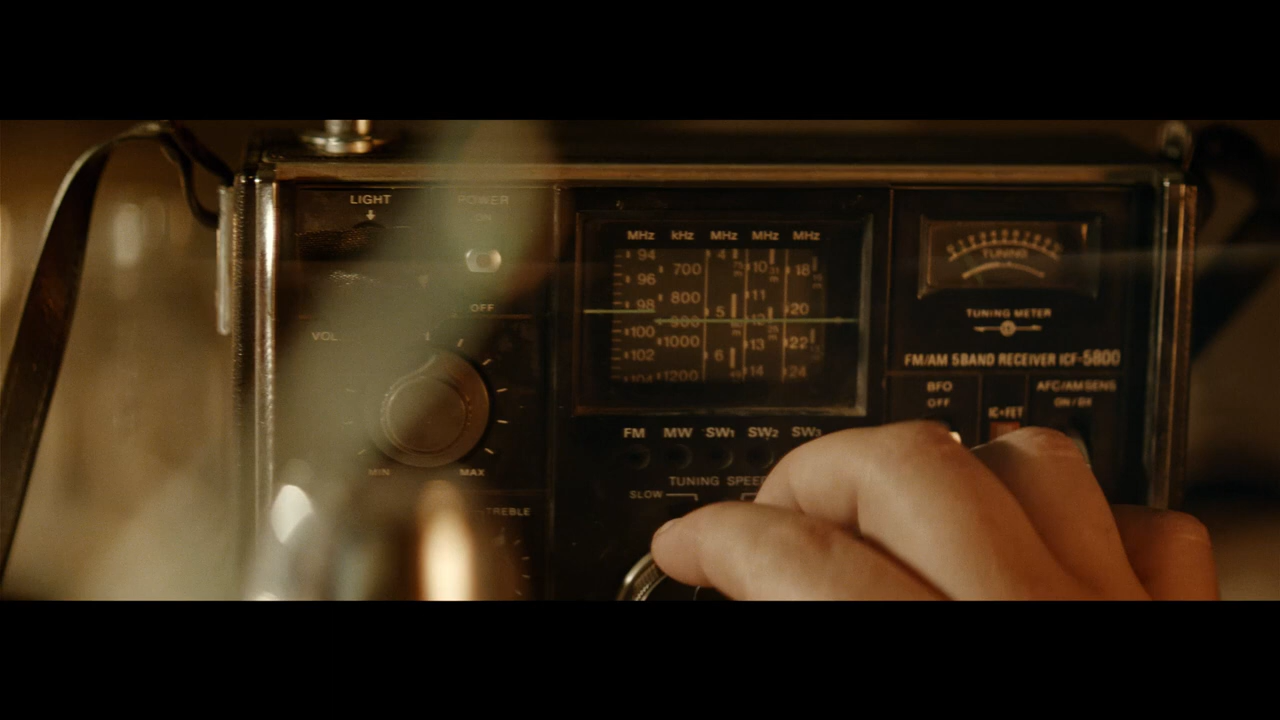 LIGHT
POWER
ON
OFF
VOL
MIN
MAX
TREBLE
MHz kHz MHz MHz MHz
94 700 4 10 18
96 800 11
98 900 5 12 20
100 1000 13 22
102 6
104 1200 14 24
FM MW SW1 SW2 SW3
TUNING SPEED
SLOW
TUNING
TUNING METER
FM/AM 5BAND RECEIVER ICF-5800
BFO
OFF
IC+FET
AFC/AM SENS